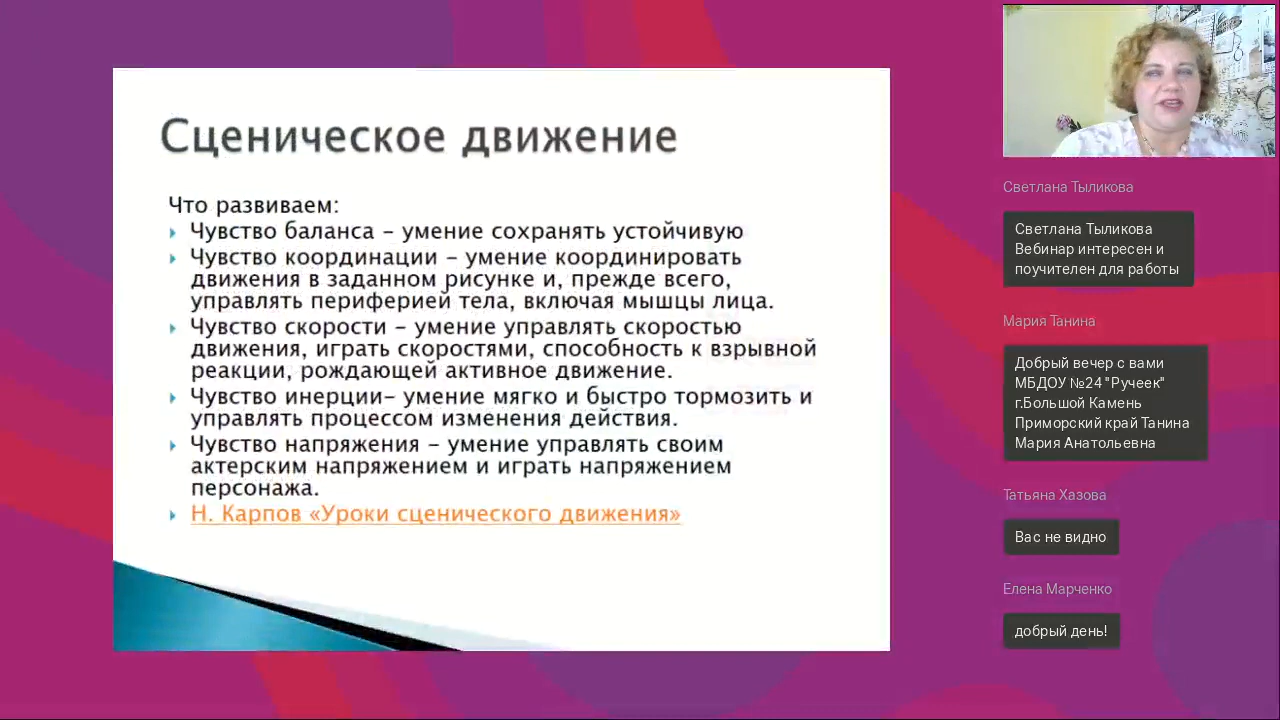 Сценическое движение
Что развиваем:
Чувство баланса – умение сохранять устойчивую
Чувство координации – умение координировать
движения в заданном рисунке и, прежде всего,
управлять периферией тела, включая мышцы лица.
Чувство скорости – умение управлять скоростью
движения, играть скоростями, способность к взрывной
реакции, рождающей активное движение.
Чувство инерции– умение мягко и быстро тормозить и
управлять процессом изменения действия.
Чувство напряжения – умение управлять своим
актерским напряжением и играть напряжением
персонажа.
Н. Карпов «Уроки сценического движения»
Светлана Тыликова
Светлана Тыликова
Вебинар интересен и
поучителен для работы
Мария Танина
Добрый вечер с вами
МБДОУ №24 "Ручеек"
г.Большой Камень
Приморский край Танина
Мария Анатольевна
Татьяна Хазова
Вас не видно
Елена Марченко
добрый день!